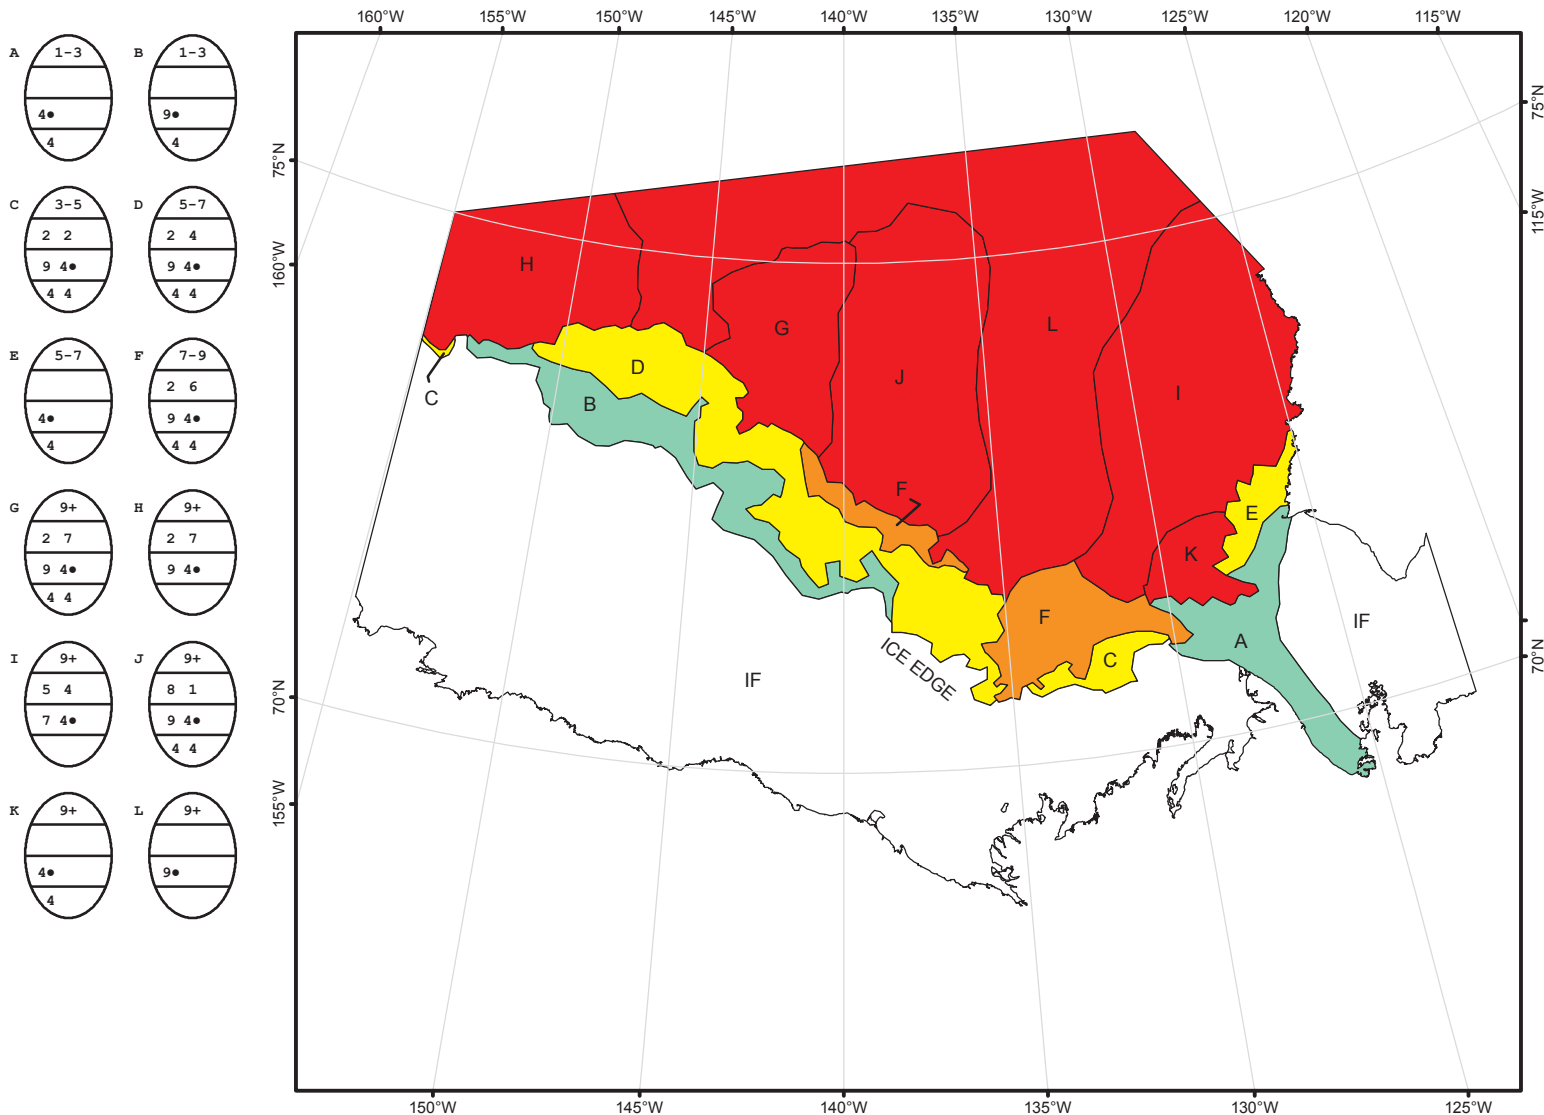 160°W 155°W 150°W 145°W 140°W 135°W 130°W 125°W 120°W 115°W
A 1-3 B 1-3
4● 9●
4 4
C 3-5 D 5-7
2 2 2 4
9 4● 9 4●
4 4 4 4
E 5-7 F 7-9
2 6
4● 9 4●
4 4 4
G 9+ H 9+
2 7 2 7
9 4● 9 4●
4 4
I 9+ J 9+
5 4 8 1
7 4● 9 4●
4 4
K 9+ L 9+
4● 9●
4
75°N
160°W
70°N
155°W
75°N
115°W
70°N
H
G
L
D
J
C
B
I
F
E
K
F
IF
A
C
ICE EDGE
IF
150°W 145°W 140°W 135°W 130°W 125°W